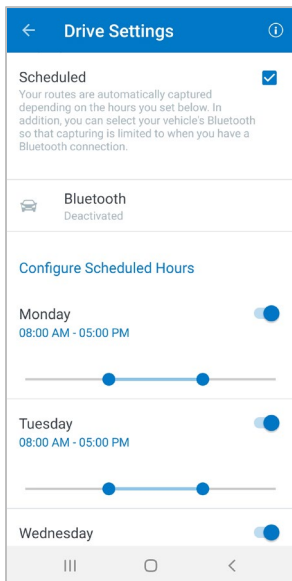 Drive Settings
Scheduled
Your routes are automatically captured
depending on the hours you set below. In
addition, you can select your vehicle's Bluetooth
so that capturing is limited to when you have a
Bluetooth connection.
Bluetooth
Deactivated
Configure Scheduled Hours
Monday
08:00 AM - 05:00 PM
Tuesday
08:00 AM - 05:00 PM
Wednesday